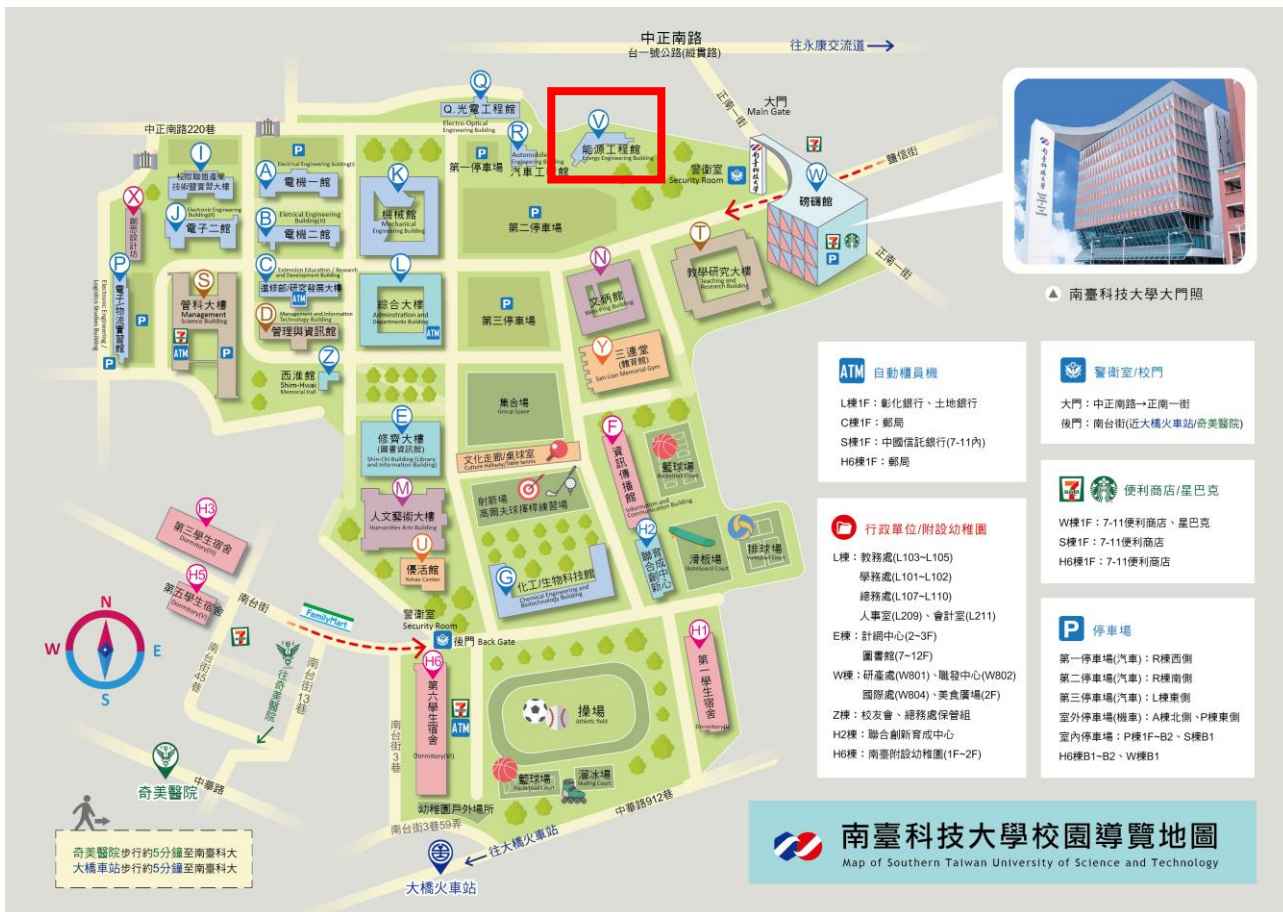 中正南路
台一號公路(縱貫路)
往永康交流道
正南一街
大門
Main Gate
鹽信街
正南一街
中正南路220巷
Q
Q.光電工程館
Electro-Optical
Engineering Building
R
Automobile
Engineering Building
汽車工程館
V
能源工程館
Energy Engineering Building
P
第一停車場
警衛室
Security Room
南臺科技大學
W
磅礴館
P
I
校際聯盟產業
技術暨實習大樓
P
A
Electrical Engineering Building(I)
電機一館
K
機械館
Mechanical
Engineering Building
P
第二停車場
X
創思設計坊
J
Electronic Engineering
Building(II)
電子二館
B
Eletrical Engineering
Building(II)
電機二館
T
教學研究大樓
Teaching and
Research Building
N
文炳館
Wen-Ping Building
P
電子/物流實習館
Electronic Engineering /
Logistics Studies Building
P
P
S
管科大樓
Management
Science Building
ATM
P
C
Extension Education / Research
and Development Building
進修部/研究發展大樓
ATM
D
Management and Information
Technology Building
管理與資訊館
L
綜合大樓
Administration and
Departments Building
ATM
P
第三停車場
Y
三連堂
(體育館)
San-Lian Memorial Gym
Z
西淮館
Shim-Hwai
Memorial Hall
集合場
Group Space
E
修齊大樓
(圖書資訊館)
Shin-Chi Building (Library
and Information Building)
文化走廊/桌球室
Culture Hallway/Table tennis
F
資訊傳播館
Information and
Communication Building
籃球場
Basketball Court
M
人文藝術大樓
Humanities Arts Building
射箭場
高爾夫球揮桿練習場
H2
聯合創新
育成中心
滑板場
Skateboard Court
排球場
Volleyball Court
U
優活館
Yohas Center
G
化工/生物科技館
Chemical Engineering and
Biotechnology Building
H3
第三學生宿舍
Dormitory(III)
H5
第五學生宿舍
Dormitory(V)
南台街
FamilyMart
警衛室
Security Room
後門 Back Gate
N
W
E
S
南台街45巷
往奇美醫院
南台街13巷
南台街3巷
H6
第六學生宿舍
Dormitory(VI)
ATM
操場
Athletic field
H1
第一學生宿舍
Dormitory(I)
籃球場
Basketball Court
溜冰場
Skating Court
幼稚園戶外場所
南台街3巷59弄
中華路912巷
往大橋火車站
大橋火車站
奇美醫院
中華路
奇美醫院步行約5分鐘至南臺科大
大橋車站步行約5分鐘至南臺科大
南臺科技大學大門照
ATM 自動櫃員機
L棟1F：彰化銀行、土地銀行
C棟1F：郵局
S棟1F：中國信託銀行(7-11內)
H6棟1F：郵局
警衛室/校門
大門：中正南路→正南一街
後門：南台街(近大橋火車站/奇美醫院)
便利商店/星巴克
W棟1F：7-11便利商店、星巴克
S棟1F：7-11便利商店
H6棟1F：7-11便利商店
行政單位/附設幼稚園
L棟：教務處(L103~L105)
學務處(L101~L102)
總務處(L107~L110)
人事室(L209)、會計室(L211)
E棟：計網中心(2~3F)
圖書館(7~12F)
W棟：研產處(W801)、職發中心(W802)
國際處(W804)、美食廣場(2F)
Z棟：校友會、總務處保管組
H2棟：聯合創新育成中心
H6棟：南臺附設幼稚園(1F~2F)
P 停車場
第一停車場(汽車)：R棟西側
第二停車場(汽車)：R棟南側
第三停車場(汽車)：L棟東側
室外停車場(機車)：A棟北側、P棟東側
室內停車場：P棟1F~B2、S棟B1
H6棟B1~B2、W棟B1
南臺科技大學校園導覽地圖
Map of Southern Taiwan University of Science and Technology